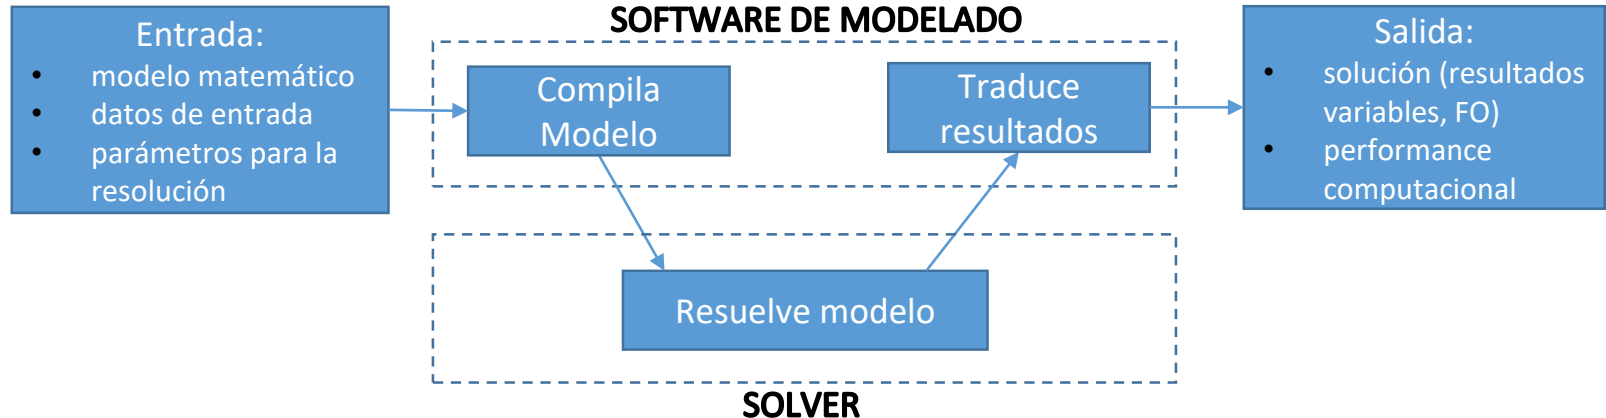 SOFTWARE DE MODELADO
Entrada:
• modelo matemático
• datos de entrada
• parámetros para la
resolución
Compila
Modelo
Traduce
resultados
Salida:
• solución (resultados
variables, FO)
• performance
computacional
Resuelve modelo
SOLVER